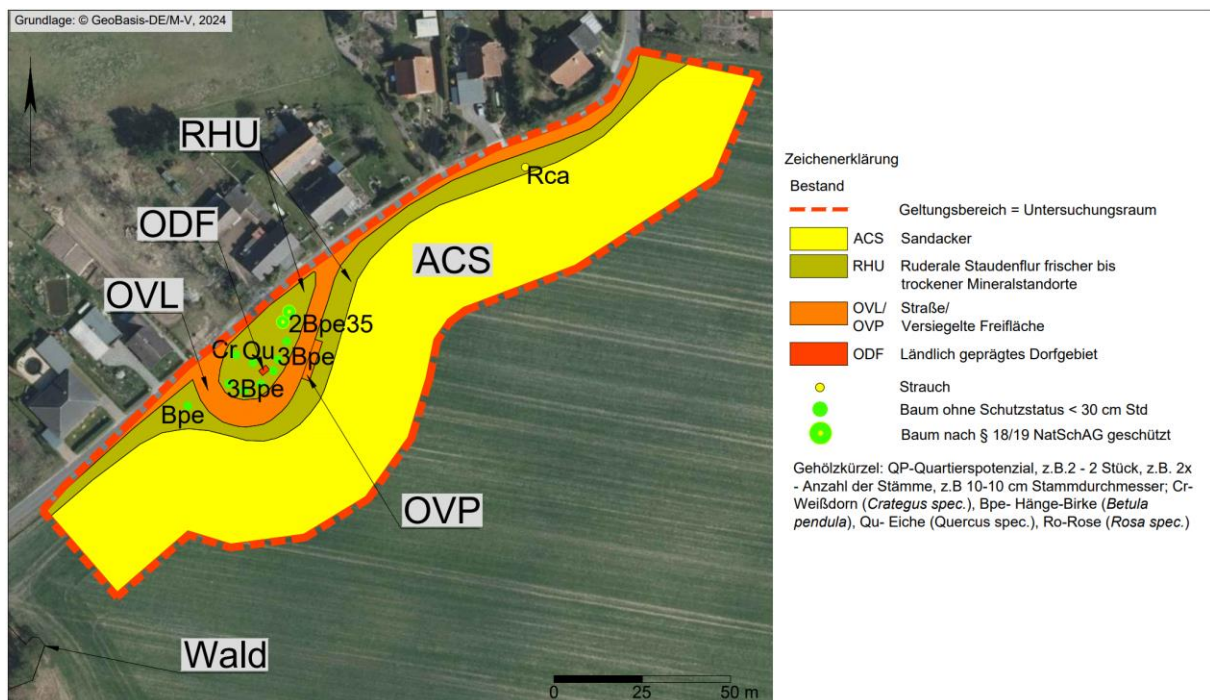 Grundlage: © GeoBasis-DE/M-V, 2024
RHU
ODF
OVL
Rca
ACS
2Bpe35
Cr
Qu
3Bpe
3Bpe
Bpe
OVP
Wald
0 25 50 m
Zeichenerklärung
Bestand
Geltungsbereich = Untersuchungsraum
ACS Sandacker
RHU Ruderale Staudenflur frischer bis
trockener Mineralstandorte
OVL/ Straße/
OVP Versiegelte Freifläche
ODF Ländlich geprägtes Dorfgebiet
Strauch
Baum ohne Schutzstatus < 30 cm Std
Baum nach § 18/19 NatSchAG geschützt
Gehölzkürzel: QP-Quartierspotenzial, z.B.2 - 2 Stück, z.B. 2x
- Anzahl der Stämme, z.B 10-10 cm Stammdurchmesser; Cr-
Weißdorn (Crategus spec.), Bpe- Hänge-Birke (Betula
pendula), Qu- Eiche (Quercus spec.), Ro-Rose (Rosa spec.)